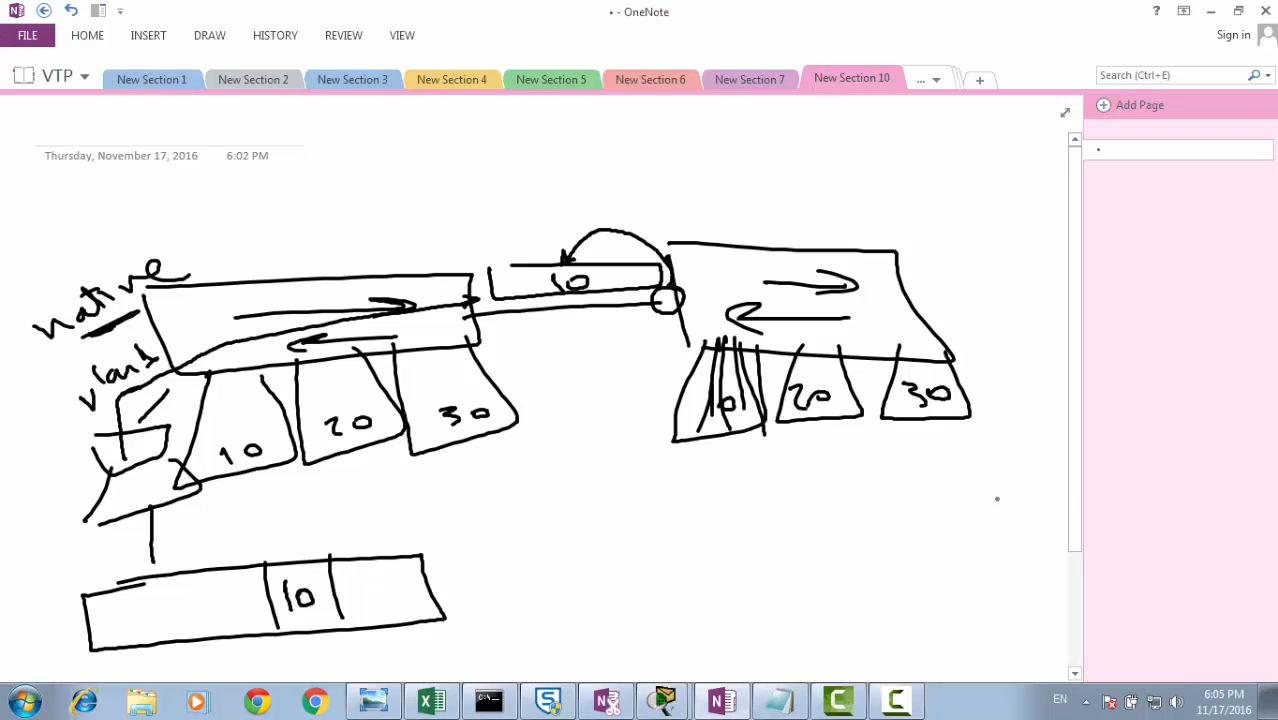 • - OneNote
?
FILE HOME INSERT DRAW HISTORY REVIEW VIEW
Sign in
VTP
New Section 1 New Section 2 New Section 3 New Section 4 New Section 5 New Section 6 New Section 7 New Section 10 ...
Search (Ctrl+E)
Add Page
Thursday, November 17, 2016 6:02 PM
native
vlan1
10
10 20 30
10 20 30
10
EN
6:05 PM
11/17/2016